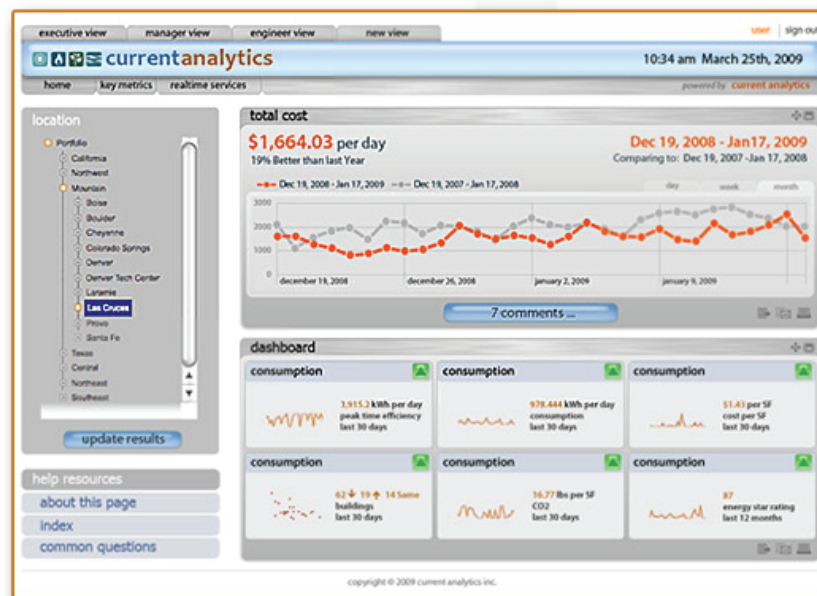 executive view manager view engineer view new view user sign out
currentanalytics 10:34 am March 25th, 2009
home key metrics realtime services powered by current analytics
location
Portfolio
California
Northwest
Mountain
Boise
Boulder
Cheyenne
Colorado Springs
Denver
Denver Tech Center
Laramie
Las Cruces
Provo
Santa Fe
Texas
Central
Northeast
Southeast
update results
help resources
about this page
index
common questions
total cost
$1,664.03 per day Dec 19, 2008 - Jan17, 2009
19% Better than last Year Comparing to: Dec 19, 2007 -Jan 17, 2008
Dec 19, 2008 - Jan 17, 2009 Dec 19, 2007 - Jan 17, 2008 day week month
3000
2000
1000
0
december 19, 2008 december 26, 2008 january 2, 2009 january 9, 2009
7 comments ...
dashboard
consumption consumption consumption
3,915.2 kWh per day 978.444 kWh per day $1.43 per SF
peak time efficiency consumption cost per SF
last 30 days last 30 days last 30 days
consumption consumption consumption
62 19 14 Same 16.77 lbs per SF 87
buildings CO2 energy star rating
last 30 days last 30 days last 12 months
copyright © 2009 current analytics inc.